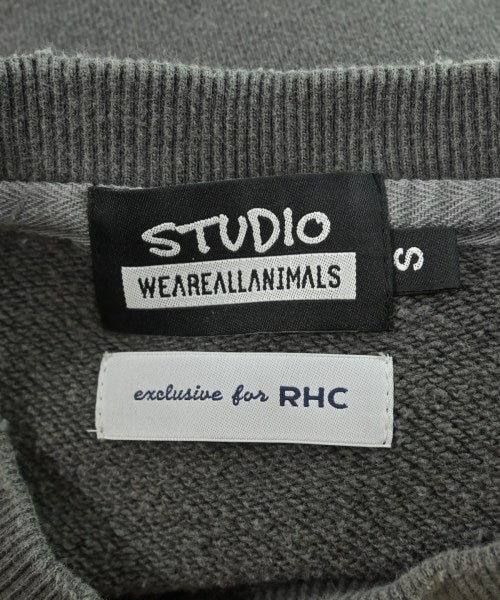 STUDIO
WEAREALLANIMALS
S
exclusive for RHC